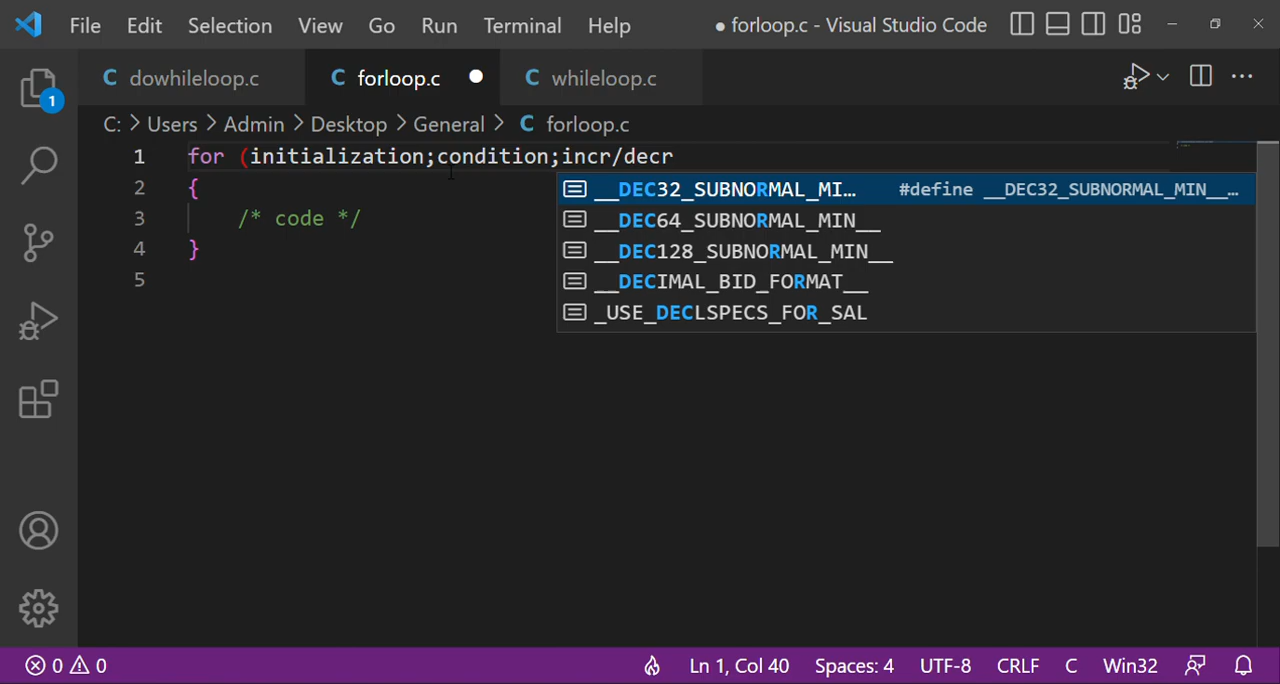 File Edit Selection View Go Run Terminal Help ● forloop.c - Visual Studio Code
C dowhileloop.c C forloop.c ● C whileloop.c
1
C: > Users > Admin > Desktop > General > C forloop.c
1 for (initialization;condition;incr/decr
2 {
3 /* code */
4 }
5
__DEC32_SUBNORMAL_MI… #define __DEC32_SUBNORMAL_MIN__…
__DEC64_SUBNORMAL_MIN__
__DEC128_SUBNORMAL_MIN__
__DECIMAL_BID_FORMAT__
_USE_DECLSPECS_FOR_SAL
0 0 Ln 1, Col 40 Spaces: 4 UTF-8 CRLF C Win32